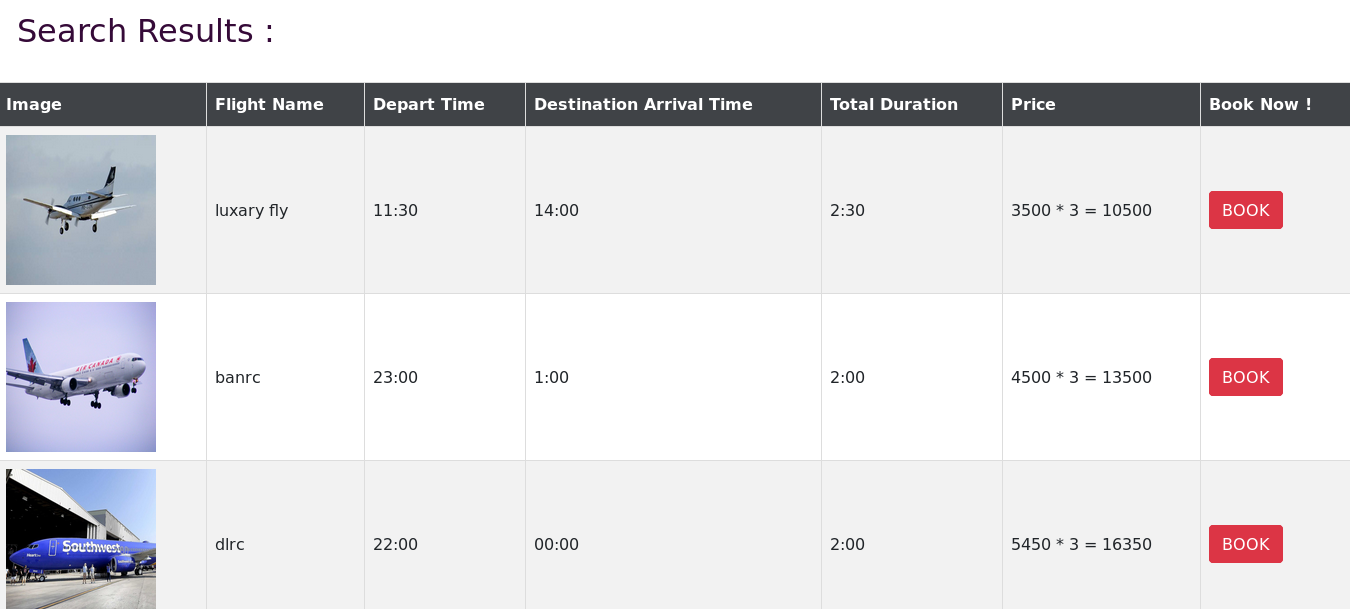 Search Results :
Image Flight Name Depart Time Destination Arrival Time Total Duration Price Book Now !
luxary fly 11:30 14:00 2:30 3500 * 3 = 10500 BOOK
AIR CANADA
banrc 23:00 1:00 2:00 4500 * 3 = 13500 BOOK
Southwest
dlrc 22:00 00:00 2:00 5450 * 3 = 16350 BOOK